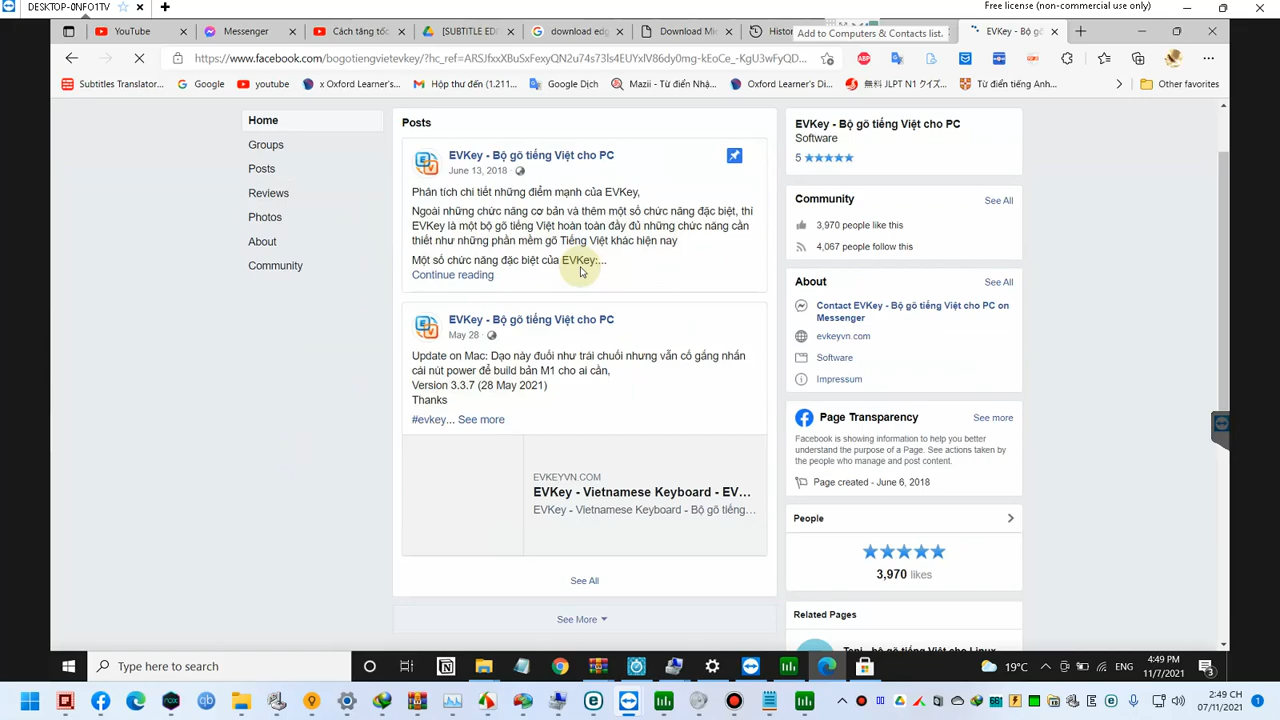 DESKTOP-0NFO1TV
Free license (non-commercial use only)
YouTube
Messenger
Cách tăng tốc
[SUBTITLE EDI
download edg
Download Mi
Histor
Add to Computers & Contacts list.
EVKey - Bộ gõ
https://www.facebook.com/bogotiengvietevkey/?hc_ref=
Subtitles Translator...
Google
youtube
x Oxford Learner's...
Họp thứ đến (1.211...
Google Dịch
Mazii - Từ điển Nhậ...
Oxford Learner's Di...
無料 JLPT N1 クイズ...
Từ điển tiếng Anh...
Other favorites
Home
Groups
Posts
Reviews
Photos
About
Community
Posts
EVKey - Bộ gõ tiếng Việt cho PC
June 13, 2018
Phân tích chi tiết những điểm mạnh của EVKey,
Ngoài những chức năng cơ bản và thêm một số chức năng đặc biệt, thì
EVKey là một bộ gõ tiếng Việt hoàn toàn đầy đủ những chức năng cần
thiết như những phần mềm gõ Tiếng Việt khác hiện nay
Một số chức năng đặc biệt của EVKey:...
Continue reading
EVKey - Bộ gõ tiếng Việt cho PC
May 28
Update on Mac: Dạo này đuối như trái chuối nhưng vẫn cố gắng nhấn
cái nút power để build bản M1 cho ai cần,
Version 3.3.7 (28 May 2021)
Thanks
#evkey... See more
EVKEYVN.COM
EVKey - Vietnamese Keyboard - EV...
EVKey - Vietnamese Keyboard - Bộ gõ tiếng...
See All
See More
EVKey - Bộ gõ tiếng Việt cho PC
Software
5
Community
See All
3,970 people like this
4,067 people follow this
About
See All
Contact EVKey - Bộ gõ tiếng Việt cho PC on
Messenger
evkeyvn.com
Software
Impressum
Page Transparency
See more
Facebook is showing information to help you better
understand the purpose of a Page. See actions taken by
the people who manage and post content.
Page created - June 6, 2018
People
3,970 likes
Related Pages
Type here to search
19°C
ENG
4:49 PM
11/7/2021
3
2:49 CH
07/11/2021
1